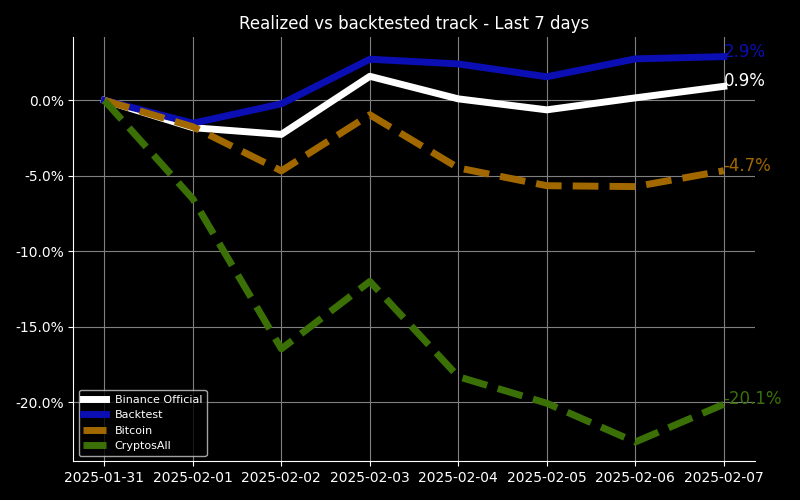 Realized vs backtested track - Last 7 days
2.9%
0.9%
0.0%
-4.7%
-5.0%
-10.0%
-15.0%
-20.1%
-20.0%
Binance Official
Backtest
Bitcoin
CryptosAll
2025-01-31 2025-02-01 2025-02-02 2025-02-03 2025-02-04 2025-02-05 2025-02-06 2025-02-07